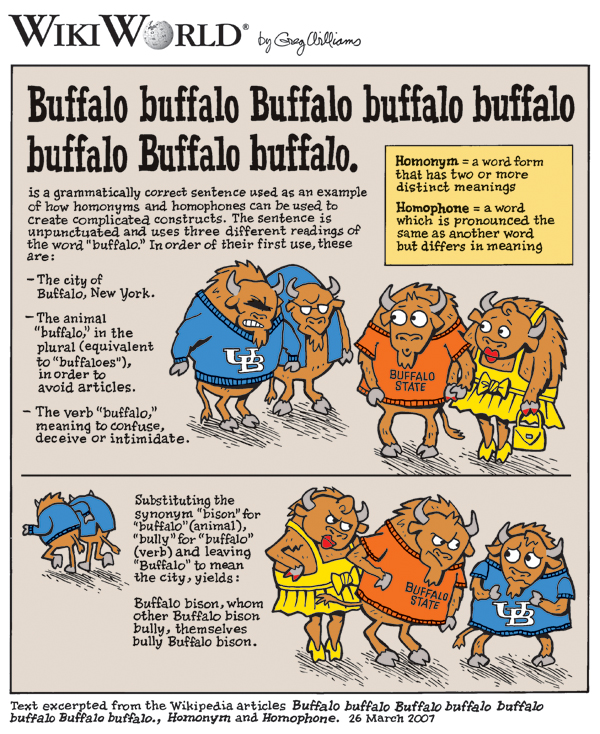 WIKIWORLD® by Greg Williams
Buffalo buffalo Buffalo buffalo buffalo
buffalo Buffalo buffalo.
is a grammatically correct sentence used as an example
of how homonyms and homophones can be used to
create complicated constructs. The sentence is
unpunctuated and uses three different readings of
the word "buffalo." In order of their first use, these
are:
Homonym = a word form
that has two or more
distinct meanings
Homophone = a word
which is pronounced the
same as another word
but differs in meaning
– The city of
Buffalo, New York.
– The animal
"buffalo," in the
plural (equivalent
to "buffaloes"),
in order to
avoid articles.
– The verb "buffalo,"
meaning to confuse,
deceive or intimidate.
UB
BUFFALO
STATE
Substituting the
synonym "bison" for
"buffalo" (animal),
"bully" for "buffalo"
(verb) and leaving
"Buffalo" to mean
the city, yields:
Buffalo bison, whom
other Buffalo bison
bully, themselves
bully Buffalo bison.
BUFFALO
STATE
UB
Text excerpted from the Wikipedia articles Buffalo buffalo Buffalo buffalo buffalo
buffalo Buffalo buffalo., Homonym and Homophone. 26 March 2007